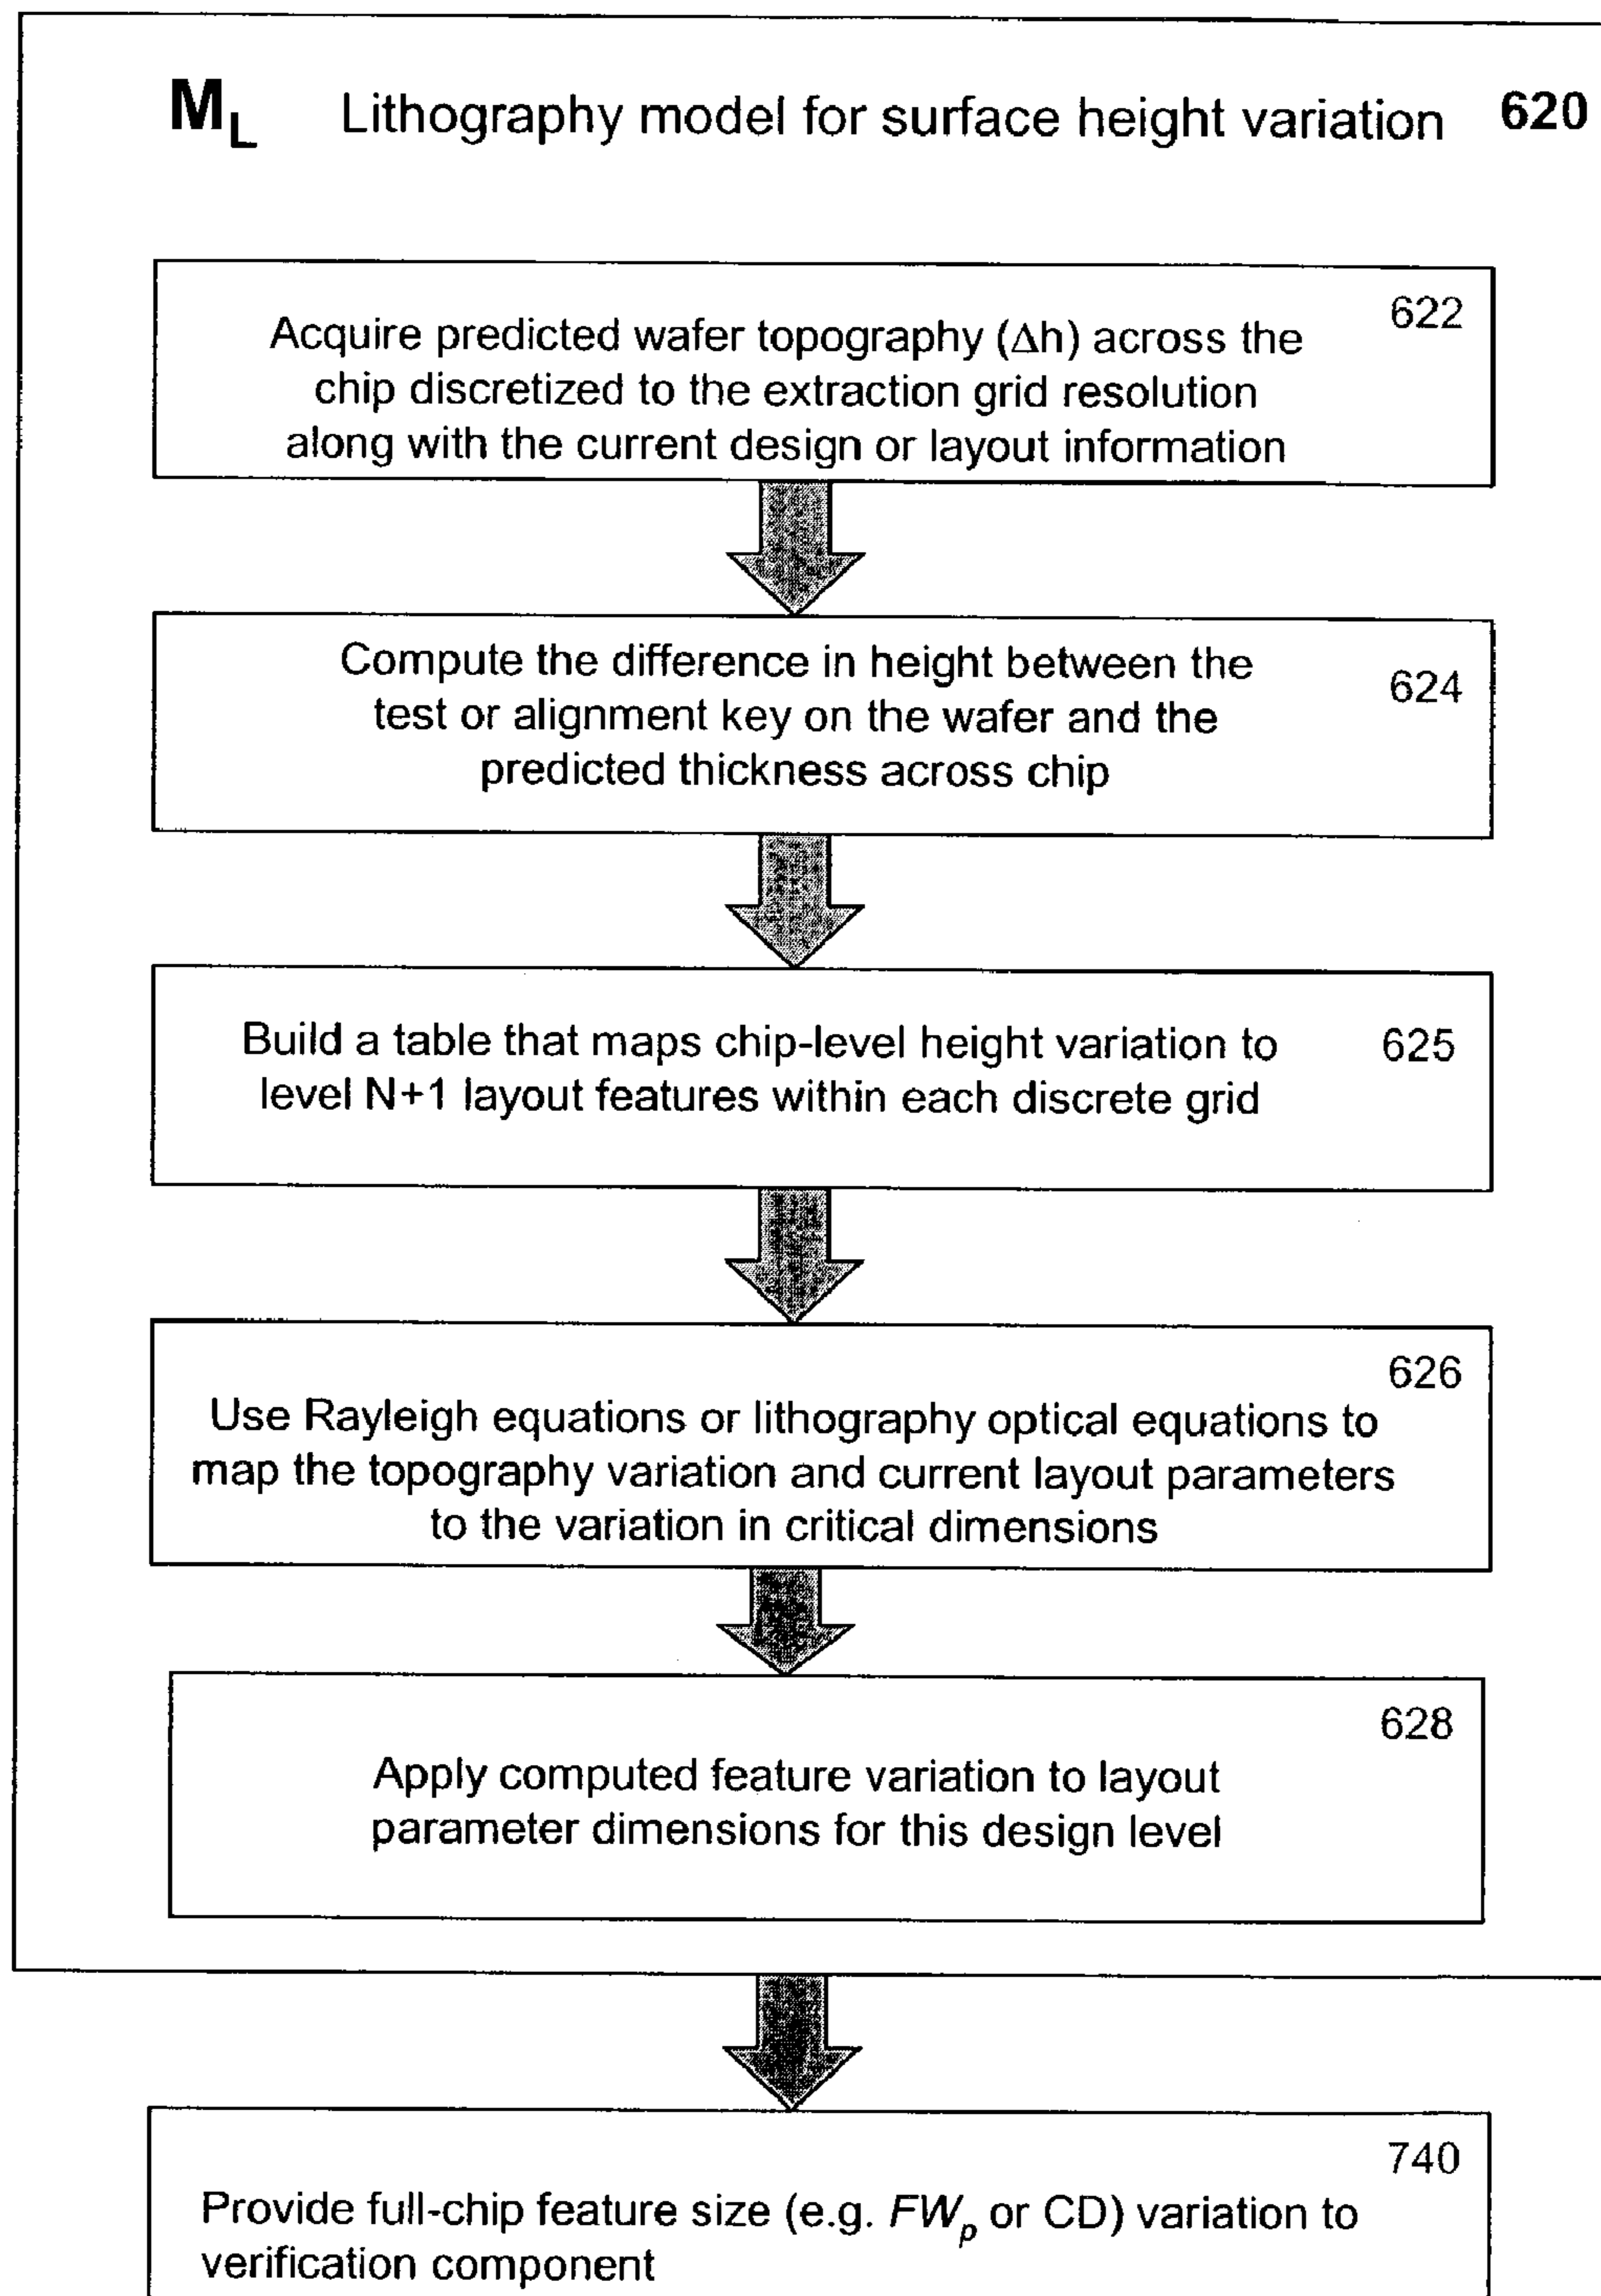 ML Lithography model for surface height variation 620
622
Acquire predicted wafer topography (Δh) across the
chip discretized to the extraction grid resolution
along with the current design or layout information
Compute the difference in height between the
624
test or alignment key on the wafer and the
predicted thickness across chip
Build a table that maps chip-level height variation to 625
level N+1 layout features within each discrete grid
626
Use Rayleigh equations or lithography optical equations to
map the topography variation and current layout parameters
to the variation in critical dimensions
628
Apply computed feature variation to layout
parameter dimensions for this design level
740
Provide full-chip feature size (e.g. FWp or CD) variation to
verification component